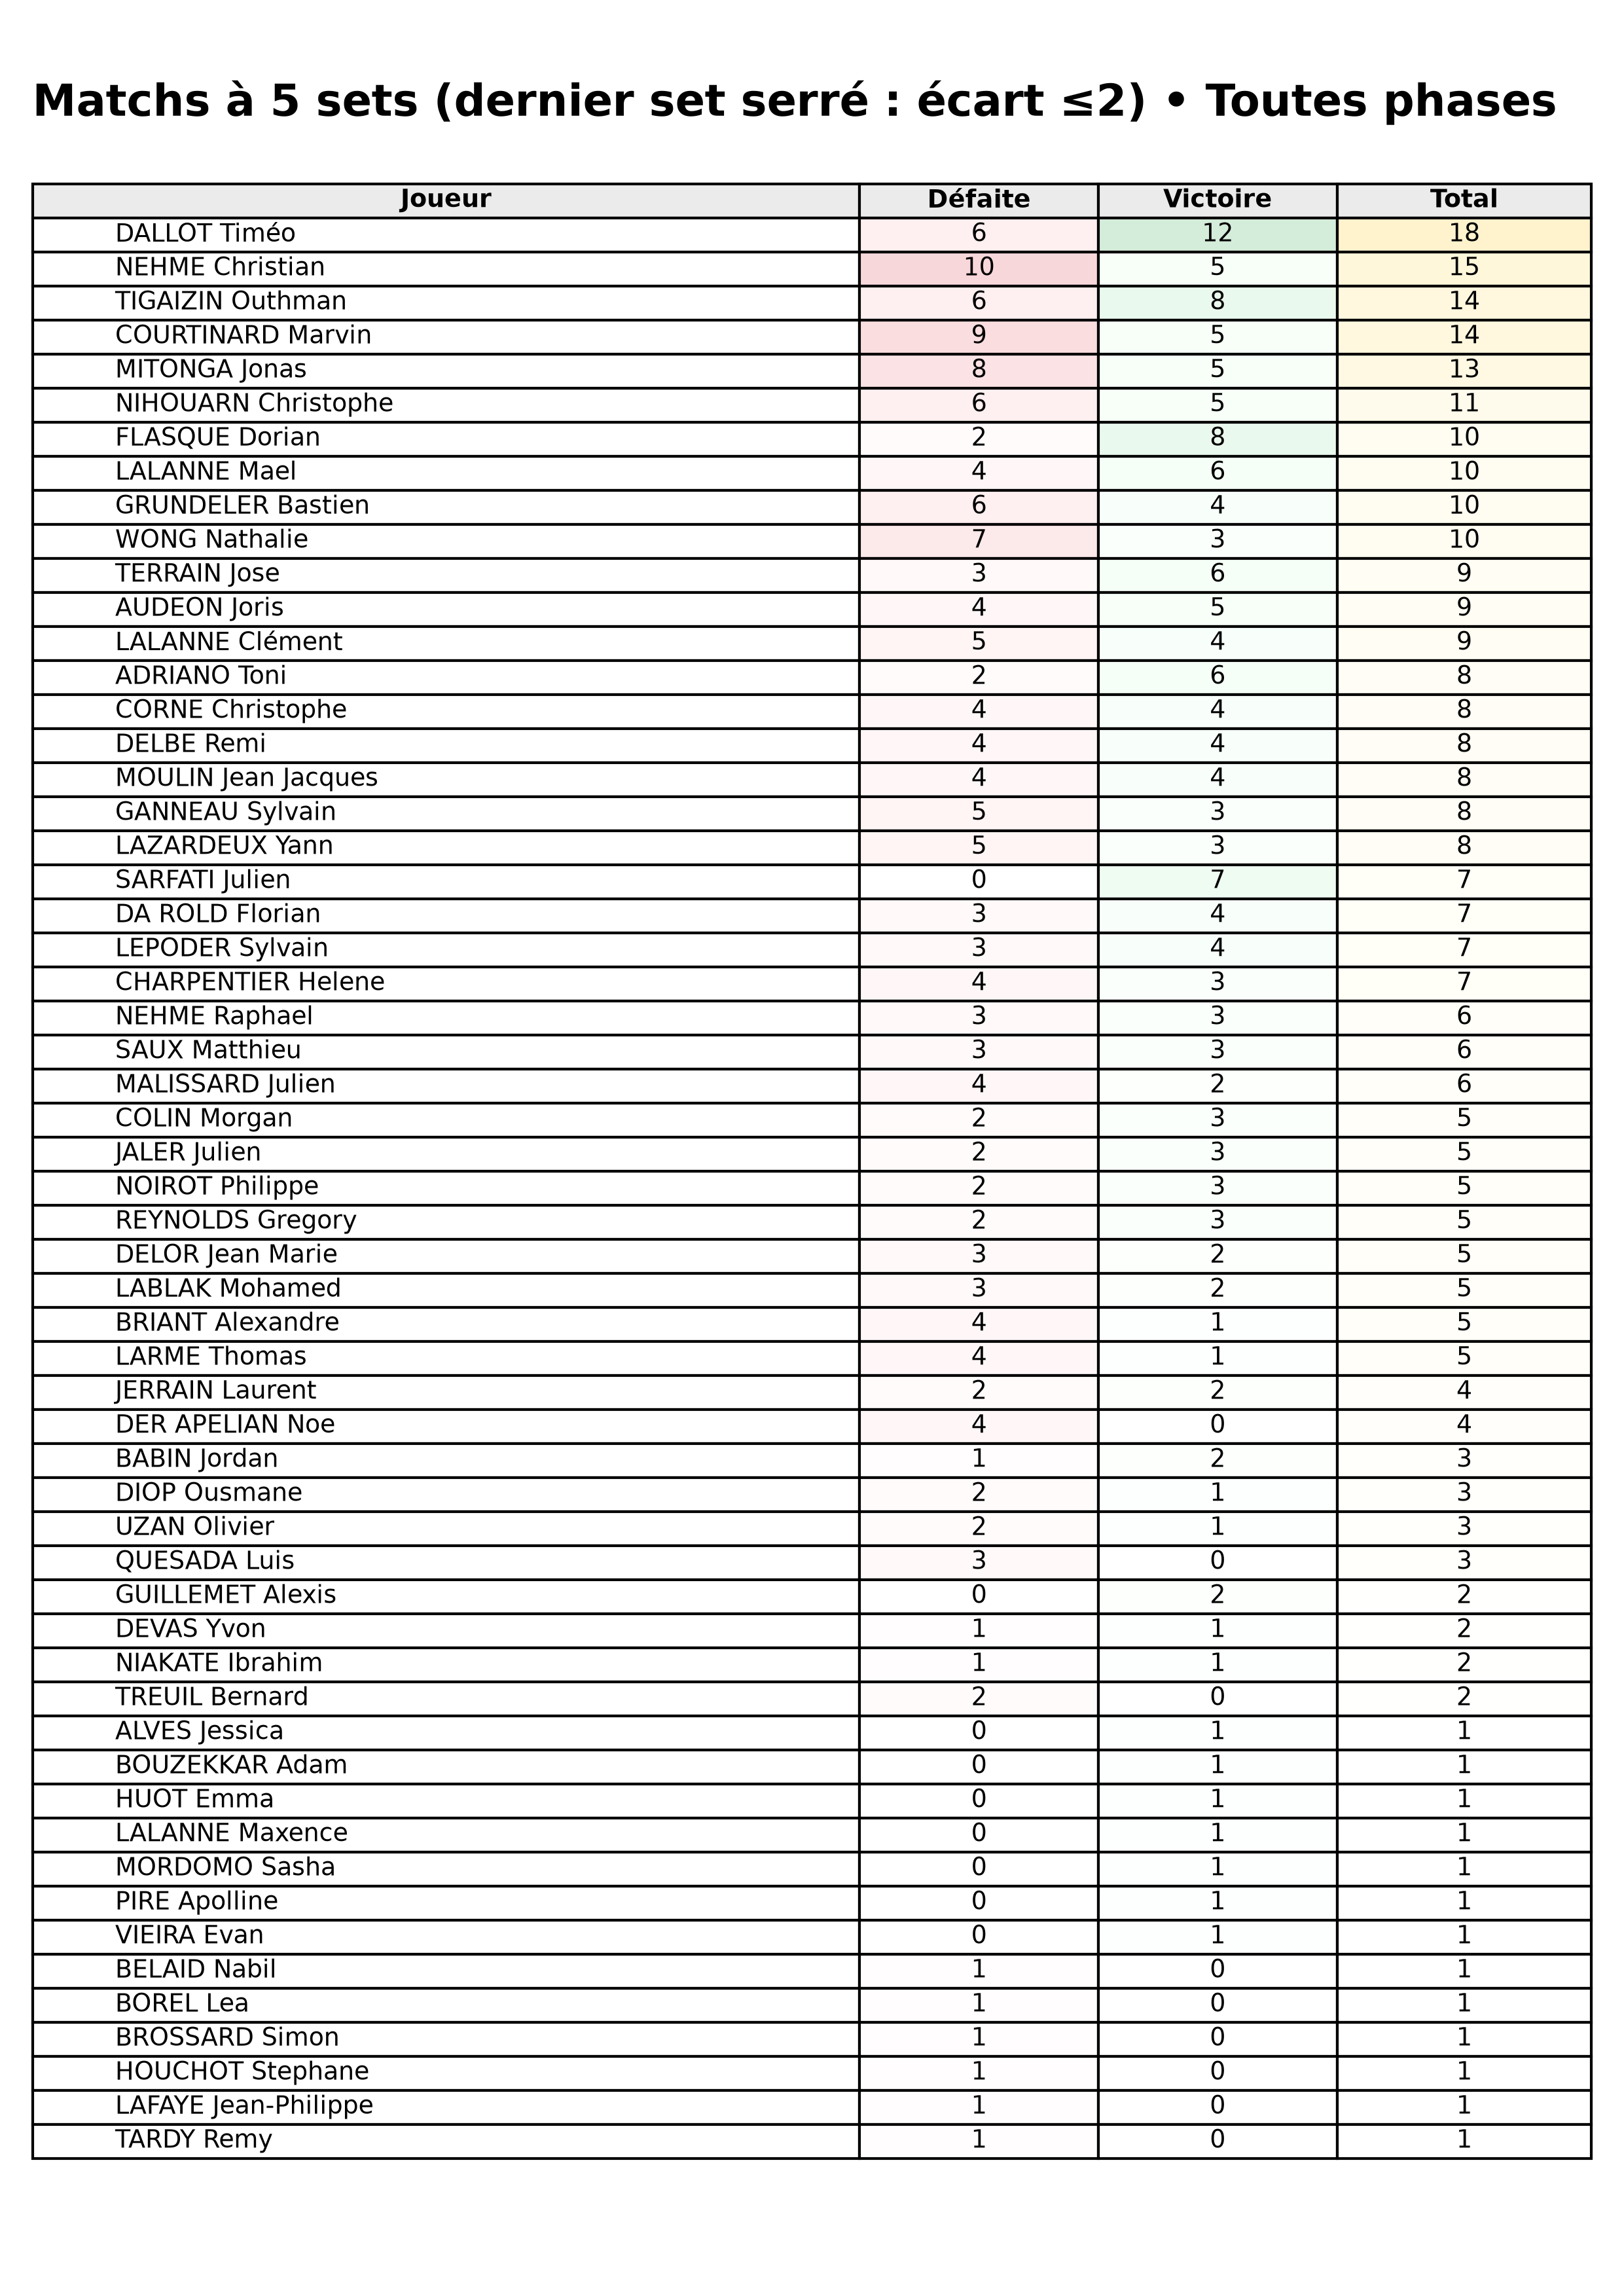 Matchs à 5 sets (dernier set serré : écart ≤2) • Toutes phases
Joueur Défaite Victoire Total
DALLOT Timéo 6 12 18
NEHME Christian 10 5 15
TIGAIZIN Outhman 6 8 14
COURTINARD Marvin 9 5 14
MITONGA Jonas 8 5 13
NIHOUARN Christophe 6 5 11
FLASQUE Dorian 2 8 10
LALANNE Mael 4 6 10
GRUNDELER Bastien 6 4 10
WONG Nathalie 7 3 10
TERRAIN Jose 3 6 9
AUDEON Joris 4 5 9
LALANNE Clément 5 4 9
ADRIANO Toni 2 6 8
CORNE Christophe 4 4 8
DELBE Remi 4 4 8
MOULIN Jean Jacques 4 4 8
GANNEAU Sylvain 5 3 8
LAZARDEUX Yann 5 3 8
SARFATI Julien 0 7 7
DA ROLD Florian 3 4 7
LEPODER Sylvain 3 4 7
CHARPENTIER Helene 4 3 7
NEHME Raphael 3 3 6
SAUX Matthieu 3 3 6
MALISSARD Julien 4 2 6
COLIN Morgan 2 3 5
JALER Julien 2 3 5
NOIROT Philippe 2 3 5
REYNOLDS Gregory 2 3 5
DELOR Jean Marie 3 2 5
LABLAK Mohamed 3 2 5
BRIANT Alexandre 4 1 5
LARME Thomas 4 1 5
JERRAIN Laurent 2 2 4
DER APELIAN Noe 4 0 4
BABIN Jordan 1 2 3
DIOP Ousmane 2 1 3
UZAN Olivier 2 1 3
QUESADA Luis 3 0 3
GUILLEMET Alexis 0 2 2
DEVAS Yvon 1 1 2
NIAKATE Ibrahim 1 1 2
TREUIL Bernard 2 0 2
ALVES Jessica 0 1 1
BOUZEKKAR Adam 0 1 1
HUOT Emma 0 1 1
LALANNE Maxence 0 1 1
MORDOMO Sasha 0 1 1
PIRE Apolline 0 1 1
VIEIRA Evan 0 1 1
BELAID Nabil 1 0 1
BOREL Lea 1 0 1
BROSSARD Simon 1 0 1
HOUCHOT Stephane 1 0 1
LAFAYE Jean-Philippe 1 0 1
TARDY Remy 1 0 1